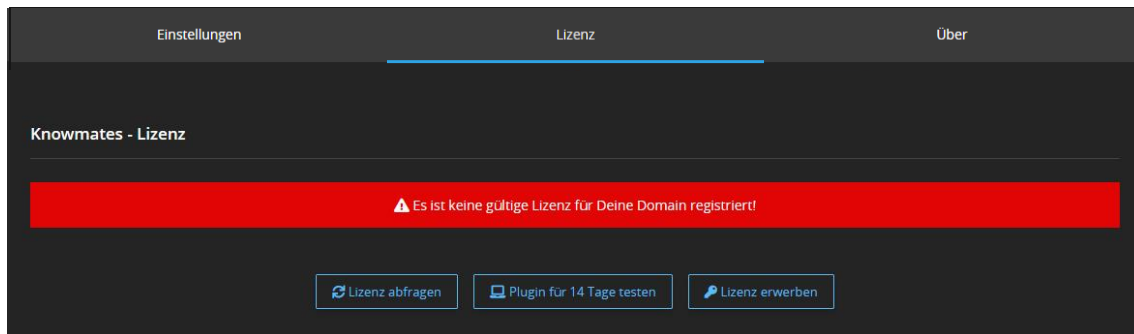 Einstellungen Lizenz Über
Knowmates - Lizenz
Es ist keine gültige Lizenz für Deine Domain registriert!
Lizenz abfragen Plugin für 14 Tage testen Lizenz erwerben